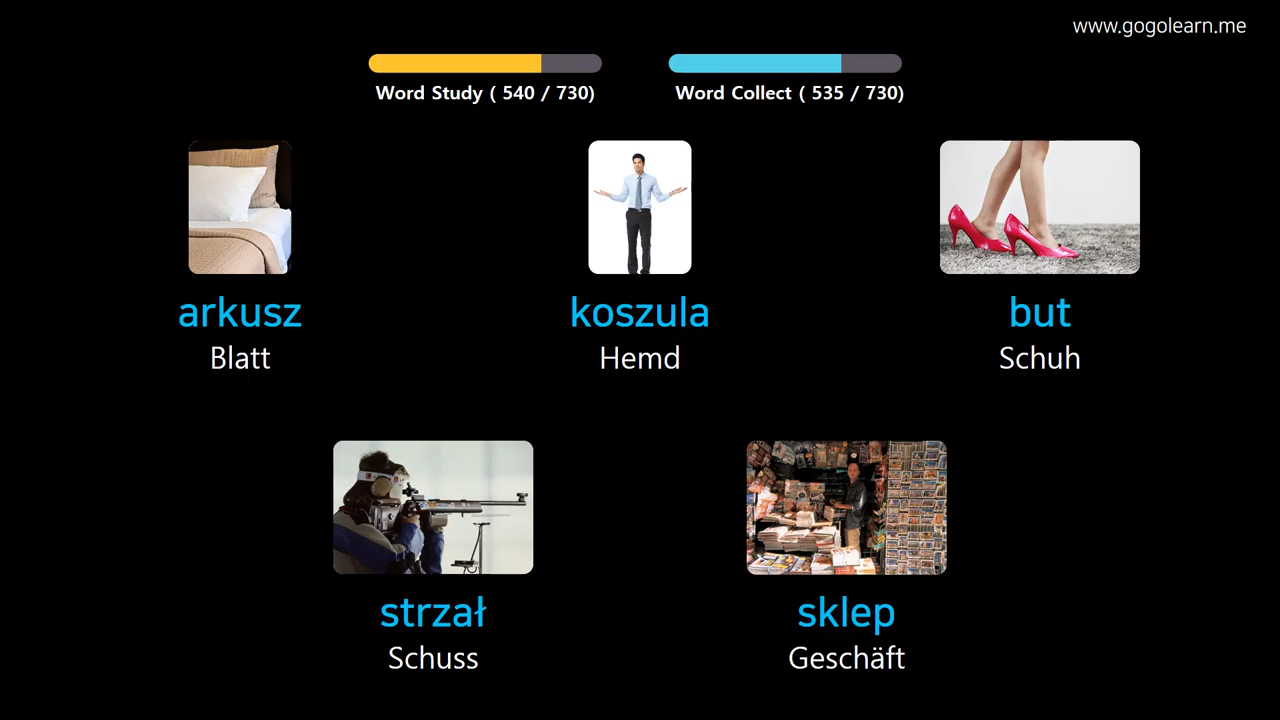 www.gogolearn.me
Word Study ( 540 / 730)
Word Collect ( 535 / 730)
arkusz
Blatt
koszula
Hemd
but
Schuh
strzał
Schuss
sklep
Geschäft